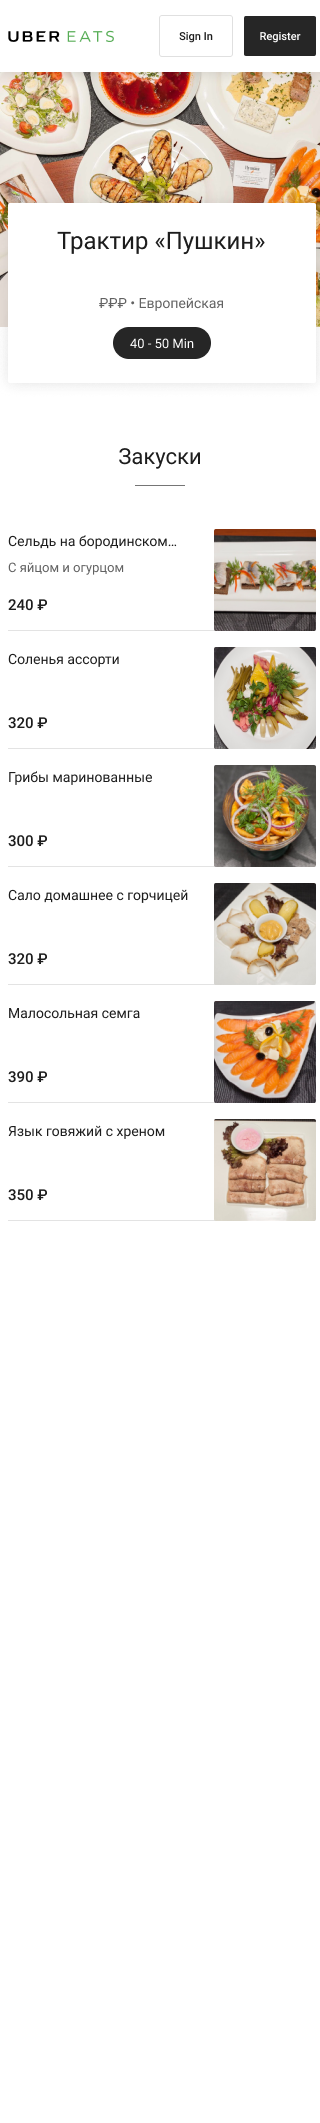 UBER EATS
Sign In
Register
Трактир «Пушкин»
₽₽₽ • Европейская
40 - 50 Min
Закуски
Сельдь на бородинском…
С яйцом и огурцом
240 ₽
Соленья ассорти
320 ₽
Грибы маринованные
300 ₽
Сало домашнее с горчицей
320 ₽
Малосольная семга
390 ₽
Язык говяжий с хреном
350 ₽